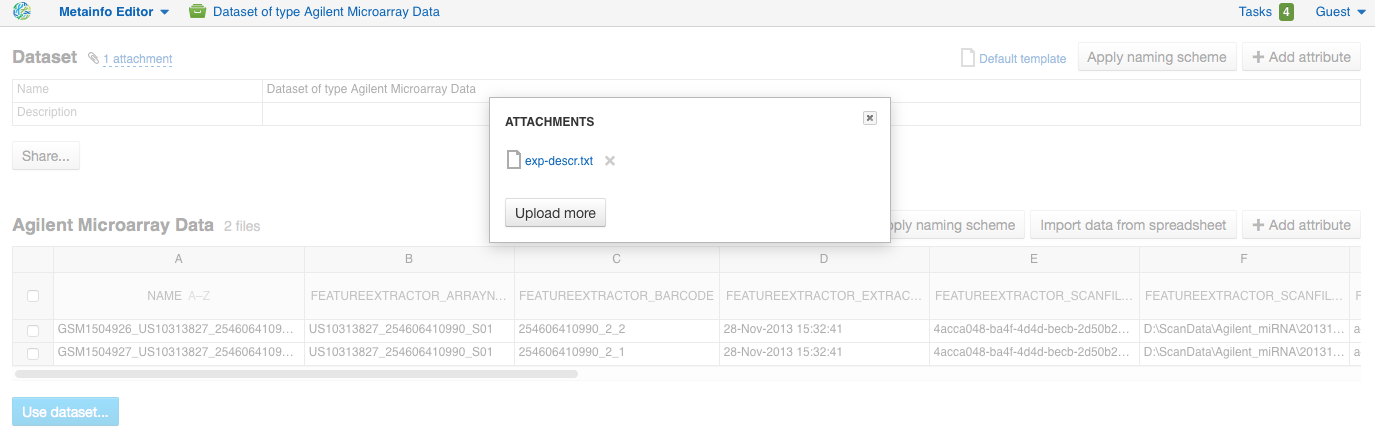 Metainfo Editor Dataset of type Agilent Microarray Data Tasks 4 Guest
Dataset 1 attachment Default template Apply naming scheme + Add attribute
Name Dataset of type Agilent Microarray Data
Description
ATTACHMENTS
exp-descr.txt
Share...
Upload more
Agilent Microarray Data 2 files pply naming scheme Import data from spreadsheet + Add attribute
A B C D E F
NAME A–Z FEATUREEXTRACTOR_ARRAYN... FEATUREEXTRACTOR_BARCODE FEATUREEXTRACTOR_EXTRAC... FEATUREEXTRACTOR_SCANFIL... FEATUREEXTRACTOR_SCANFIL... F
GSM1504926_US10313827_2546064109... US10313827_254606410990_S01 254606410990_2_2 28-Nov-2013 15:32:41 4acca048-ba4f-4d4d-becb-2d50b2... D:\ScanData\Agilent_miRNA\20131... a
GSM1504927_US10313827_2546064109... US10313827_254606410990_S01 254606410990_2_1 28-Nov-2013 15:32:41 4acca048-ba4f-4d4d-becb-2d50b2... D:\ScanData\Agilent_miRNA\20131... a
Use dataset...